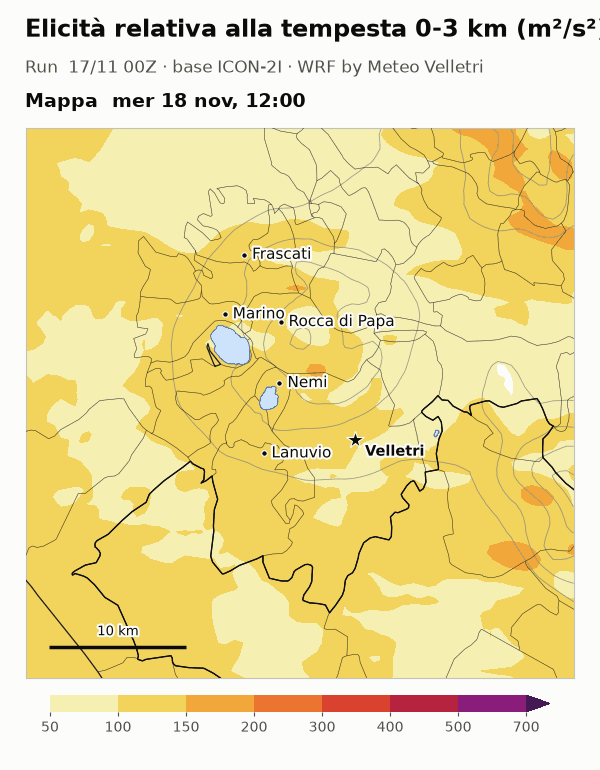 Elicità relativa alla tempesta 0-3 km (m²/s²)
Run  17/11 00Z · base ICON-2I · WRF by Meteo Velletri
Mappa  mer 18 nov, 12:00
Frascati
Marino
Rocca di Papa
Nemi
Velletri
Lanuvio
10 km
50 100 150 200 300 400 500 700